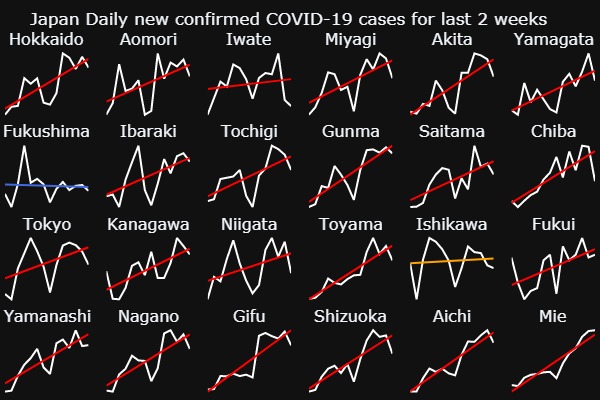 Japan Daily new confirmed COVID-19 cases for last 2 weeks
Hokkaido Aomori Iwate Miyagi Akita Yamagata
Fukushima Ibaraki Tochigi Gunma Saitama Chiba
Tokyo Kanagawa Niigata Toyama Ishikawa Fukui
Yamanashi Nagano Gifu Shizuoka Aichi Mie